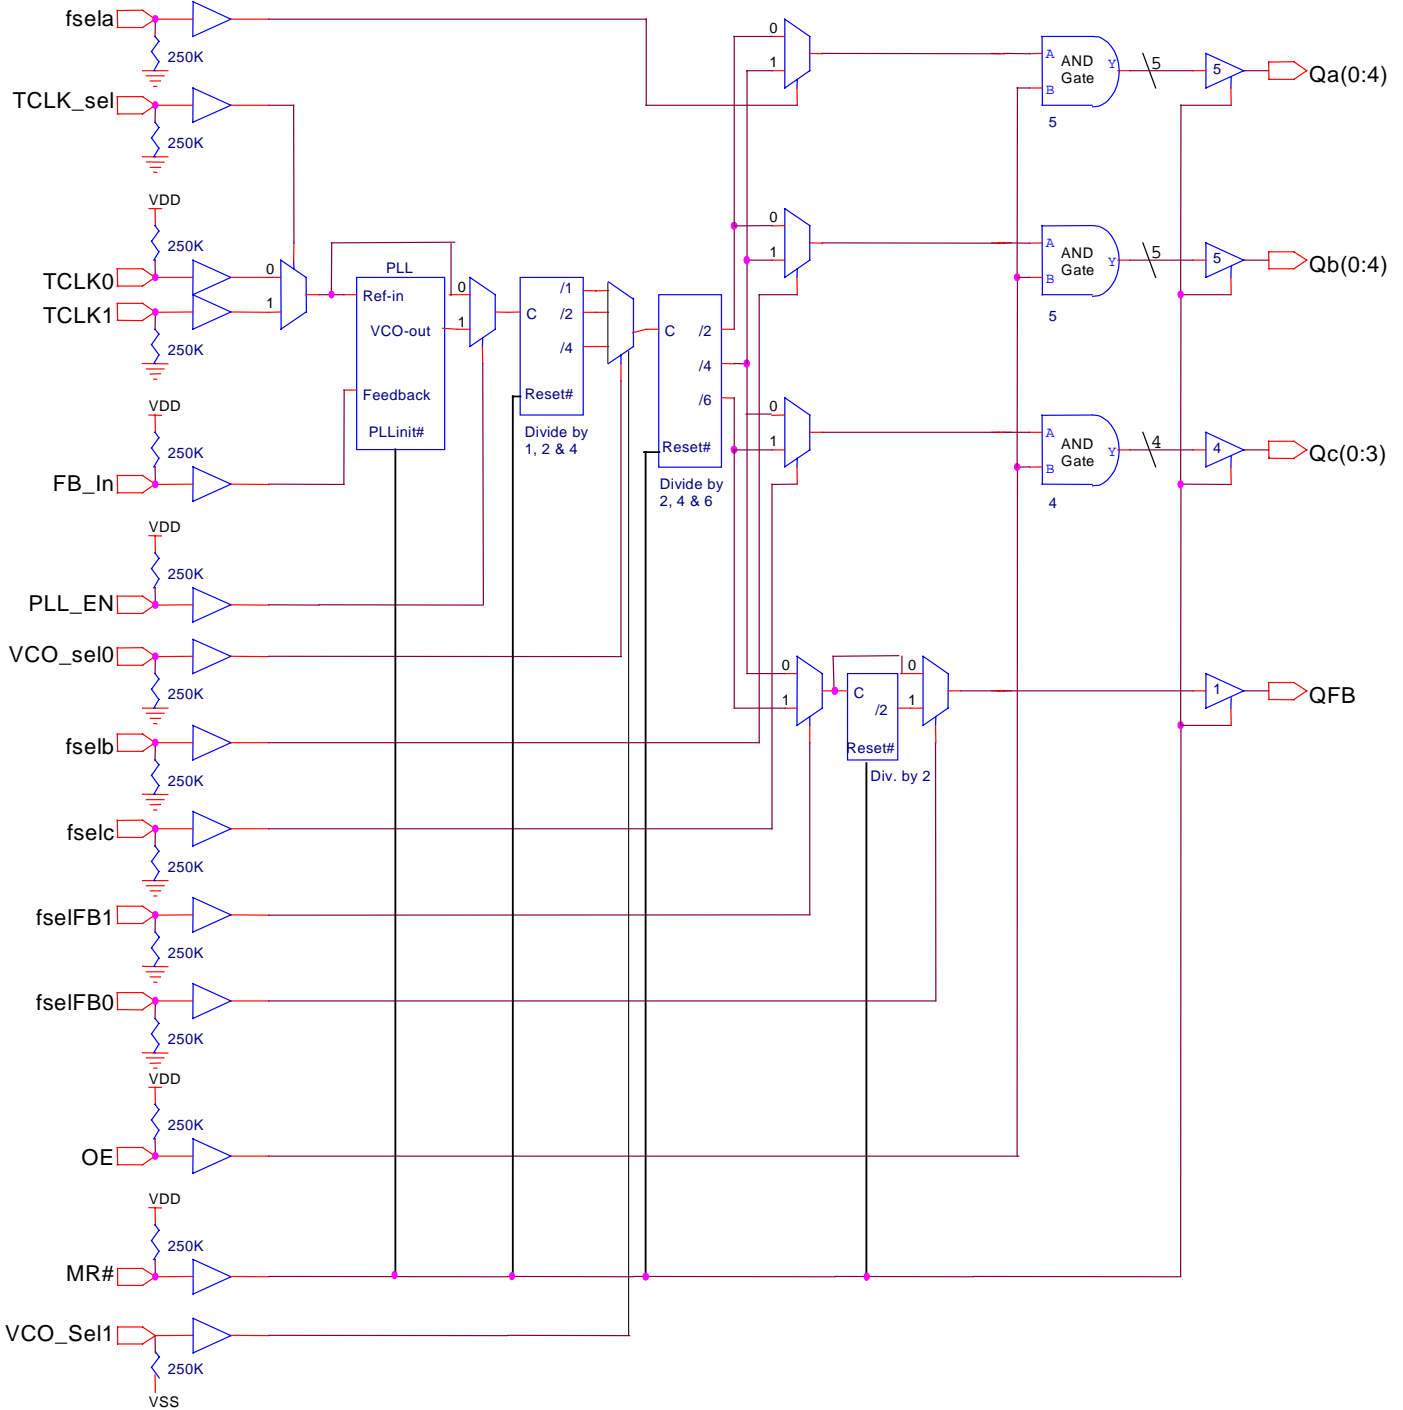 fsela
250K
0
1
A
B
AND
Gate
Y
5
5
5
Qa(0:4)
TCLK_sel
250K
VDD
250K
TCLK0
TCLK1
250K
0
1
PLL
Ref-in
VCO-out
Feedback
PLLinit#
0
1
C
/1
/2
/4
Reset#
Divide by
1, 2 & 4
C
/2
/4
/6
Reset#
Divide by
2, 4 & 6
0
1
A
B
AND
Gate
Y
5
5
5
Qb(0:4)
VDD
250K
FB_In
0
1
A
B
AND
Gate
Y
4
4
4
Qc(0:3)
VDD
250K
PLL_EN
VCO_sel0
250K
0
1
C
/2
Reset#
Div. by 2
0
1
1
QFB
fselb
250K
fselc
250K
fselFB1
250K
fselFB0
250K
VDD
250K
OE
VDD
250K
MR#
VCO_Sel1
250K
VSS